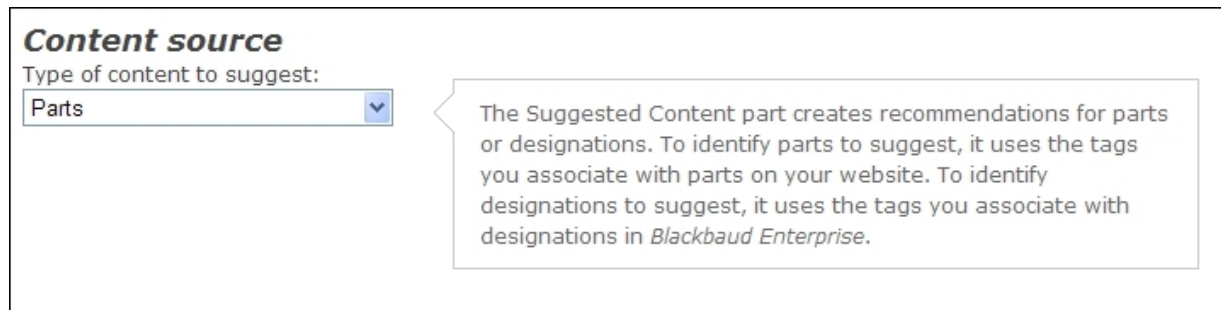 Content source
Type of content to suggest:
Parts
The Suggested Content part creates recommendations for parts
or designations. To identify parts to suggest, it uses the tags
you associate with parts on your website. To identify
designations to suggest, it uses the tags you associate with
designations in Blackbaud Enterprise.